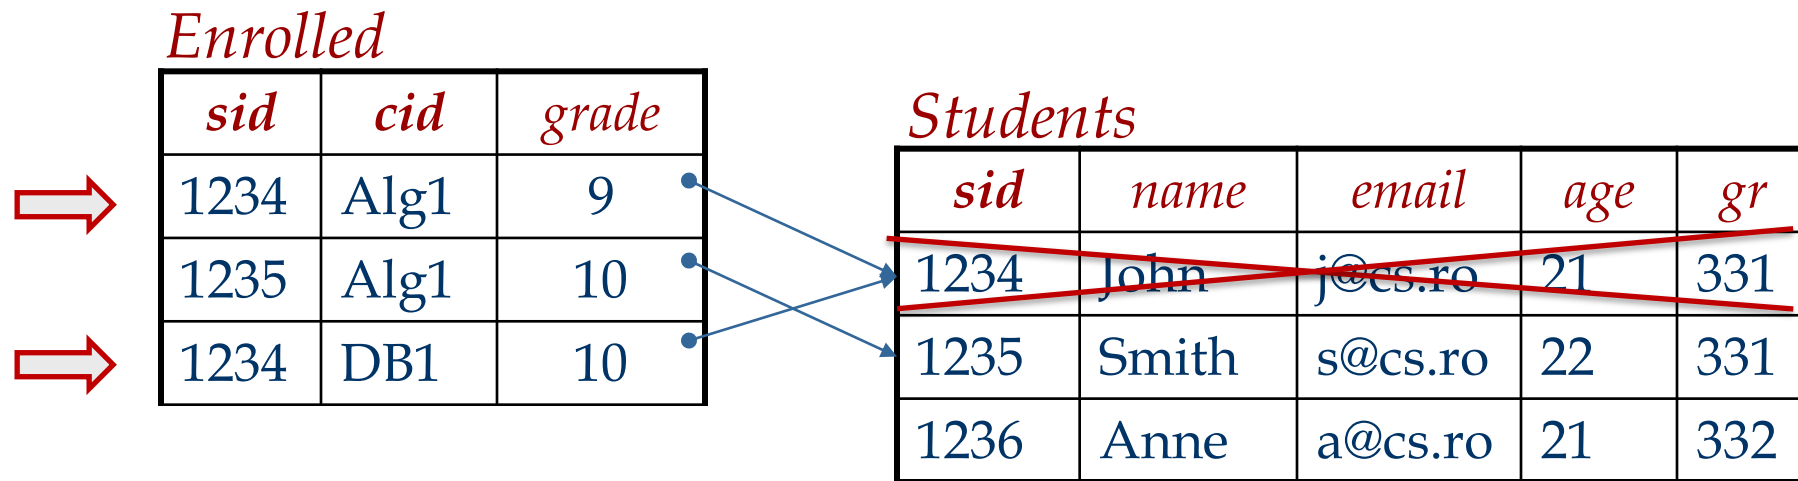 Enrolled
sid cid grade
1234 Alg1 9
1235 Alg1 10
1234 DB1 10
Students
sid name email age gr
1234 John j@cs.ro 21 331
1235 Smith s@cs.ro 22 331
1236 Anne a@cs.ro 21 332